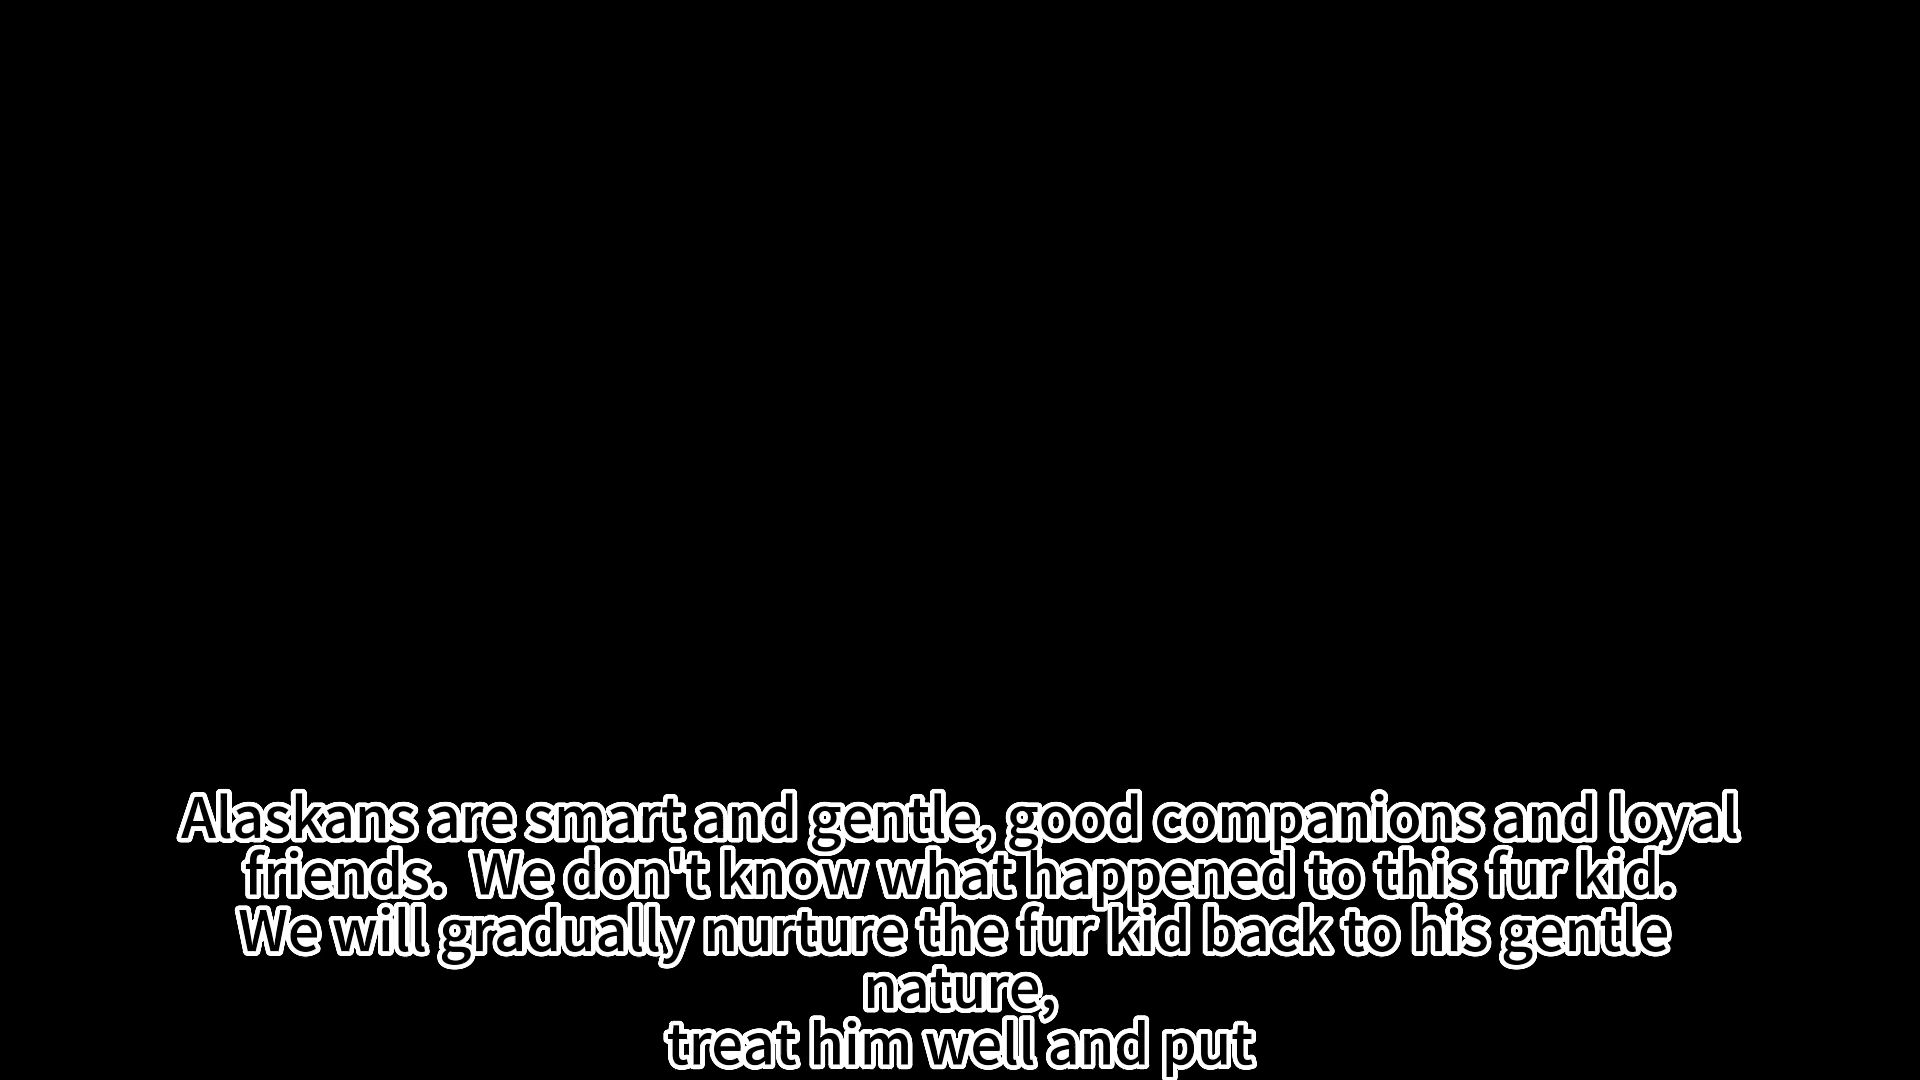 Alaskans are smart and gentle, good companions and loyal
friends.  We don't know what happened to this fur kid.
We will gradually nurture the fur kid back to his gentle
nature,
treat him well and put